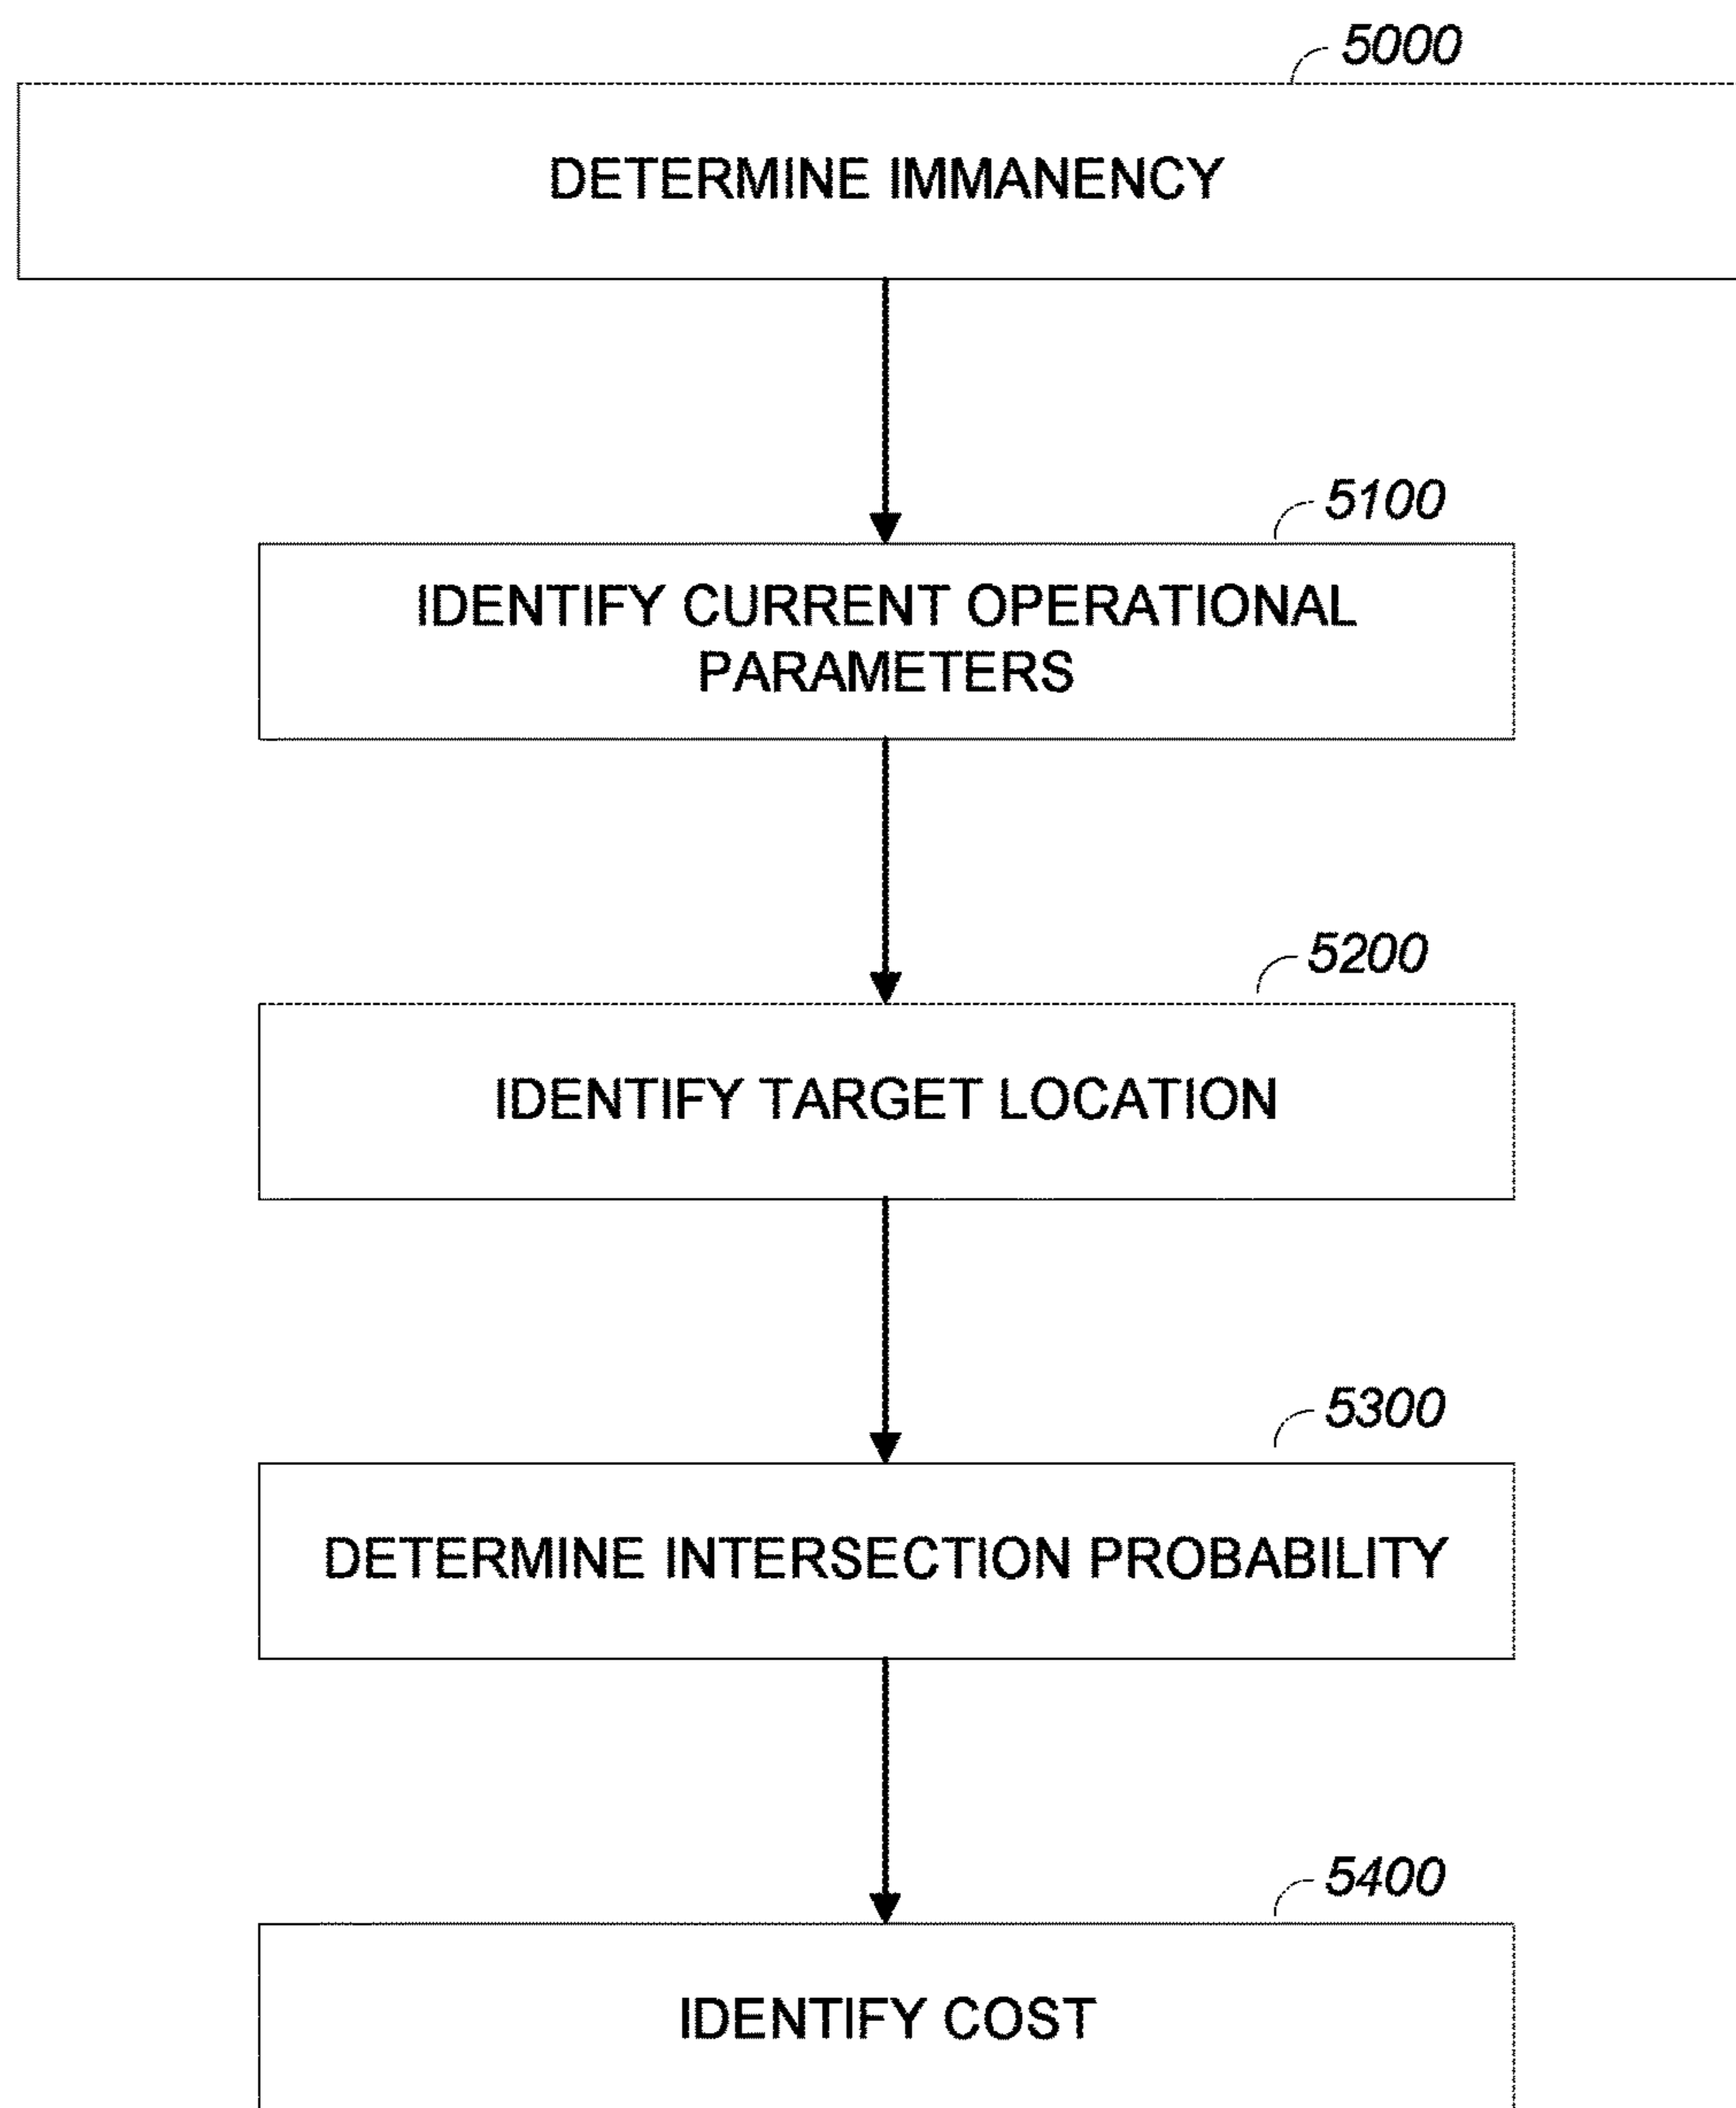 5000
DETERMINE IMMANENCY
5100
IDENTIFY CURRENT OPERATIONAL
PARAMETERS
5200
IDENTIFY TARGET LOCATION
5300
DETERMINE INTERSECTION PROBABILITY
5400
IDENTIFY COST